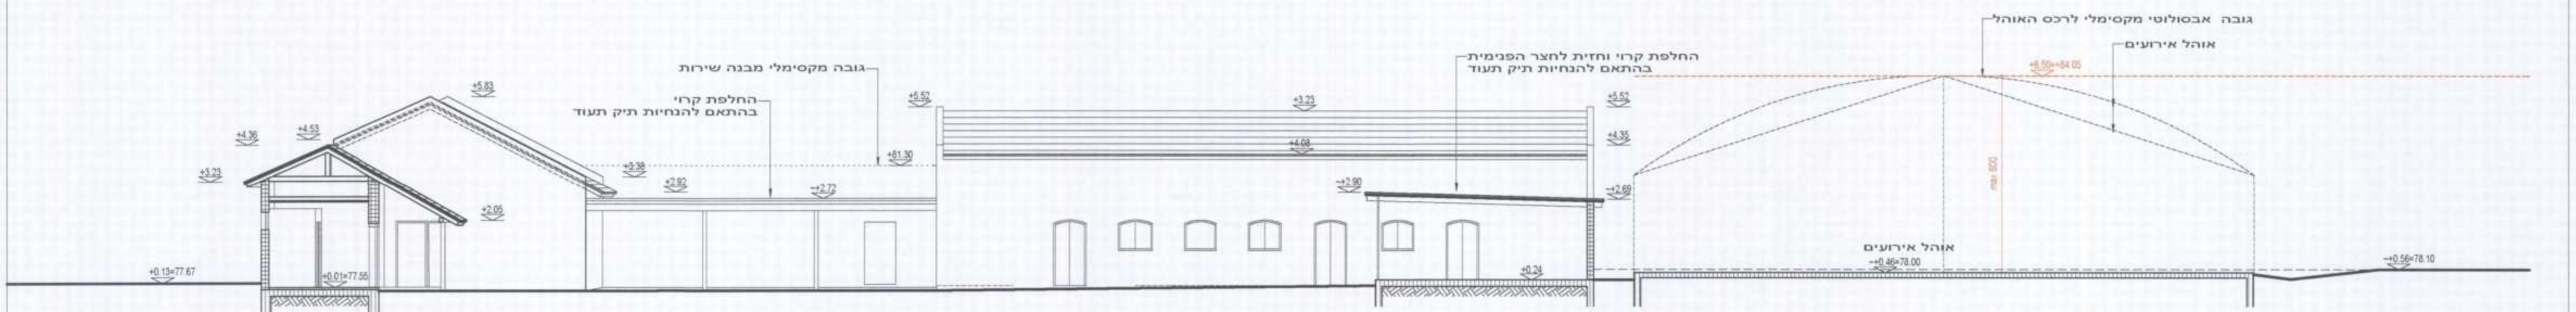 גובה אבסולוטי מקסימלי לרכס האוהל
אוהל אירועים
+6.50=+84.05
החלפת קרוי וחזית לחצר הפנימית
בהתאם להנחיות תיק תעוד
גובה מקסימלי מבנה שירות
החלפת קרוי
בהתאם להנחיות תיק תעוד
+5.83
+5.52
+3.23
+5.52
+4.36
+4.53
+4.35
+4.08
+81.30
+3.23
+3.38
+2.92
~+2.72
~+2.90
~+2.69
+2.05
max 600
אוהל אירועים
~+0.46=78.00
~+0.56=78.10
+0.13=77.67
+0.01=77.55
+0.24